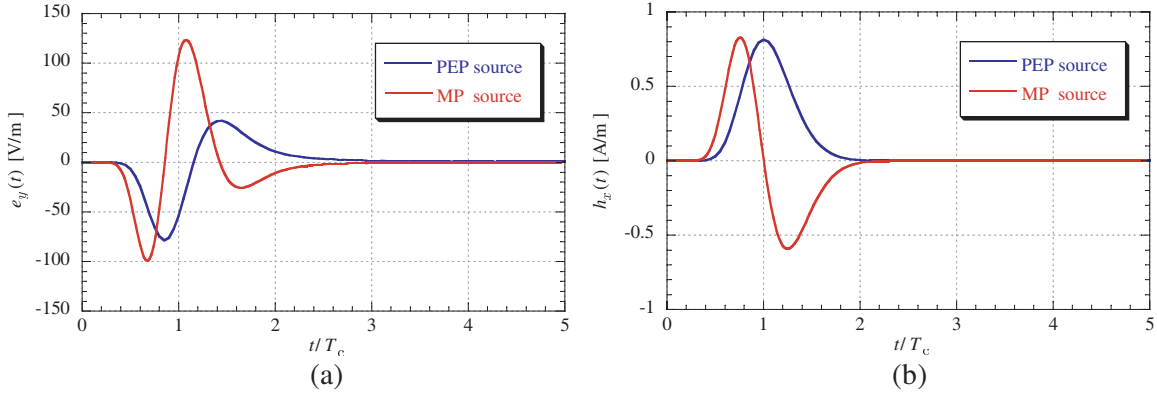 150
100
50
0
-50
-100
-150
e_y(t) [V/m]
PEP source
MP source
0 1 2 3 4 5
t/T_c
(a)
1
0.5
0
-0.5
-1
h_x(t) [A/m]
PEP source
MP source
0 1 2 3 4 5
t/T_c
(b)